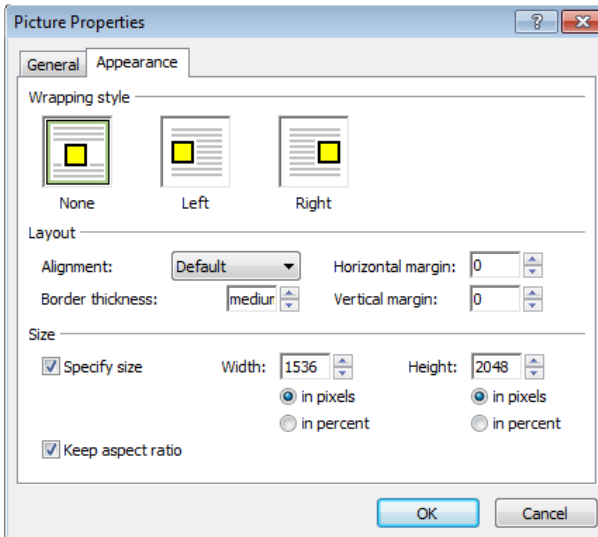 Picture Properties
General Appearance
Wrapping style
None Left Right
Layout
Alignment: Default Horizontal margin: 0
Border thickness: mediur Vertical margin: 0
Size
Specify size Width: 1536 Height: 2048
in pixels in pixels
in percent in percent
Keep aspect ratio
OK Cancel